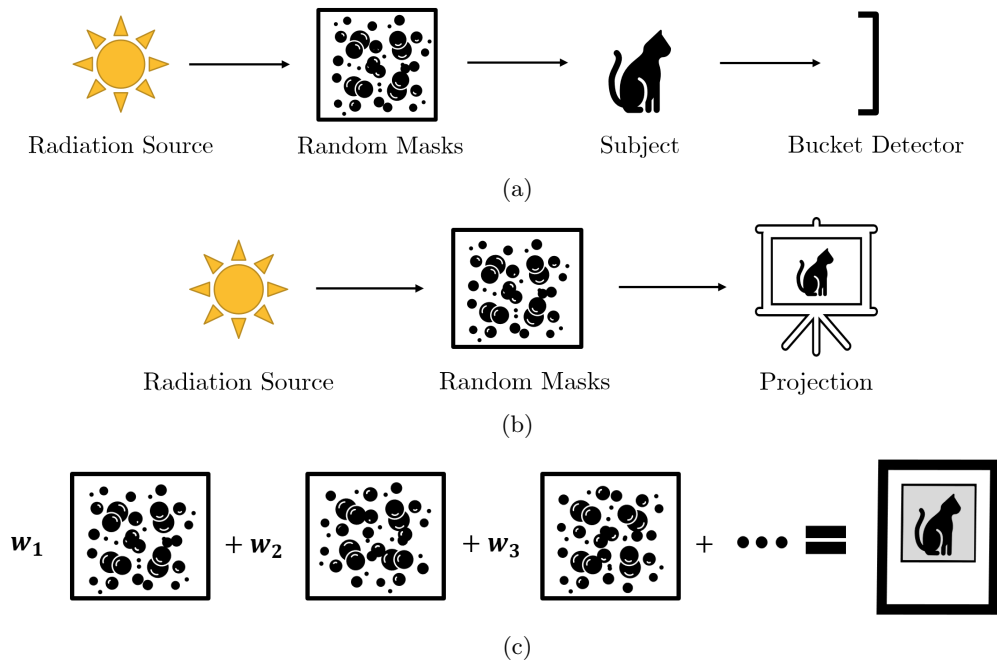 Radiation Source Random Masks Subject Bucket Detector
(a)
Radiation Source Random Masks Projection
(b)
w₁ + w₂ + w₃ + ••• =
(c)